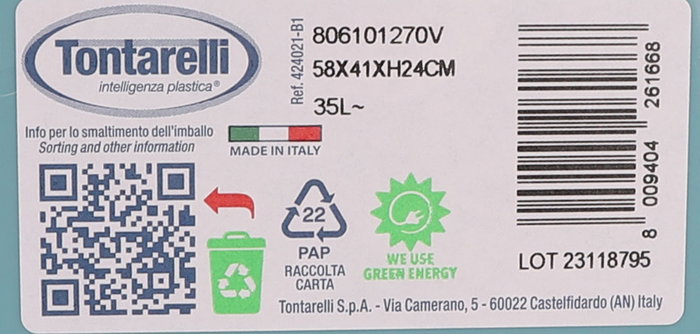 Tontarelli
intelligenza plastica®
Ref. 424021-B1
806101270V
58X41XH24CM
35L~
MADE IN ITALY
Info per lo smaltimento dell'imballo
Sorting and other information
22
PAP
RACCOLTA
CARTA
WE USE
GREEN ENERGY
8 009404 261668
LOT 23118795
Tontarelli S.p.A. - Via Camerano, 5 - 60022 Castelfidardo (AN) Italy